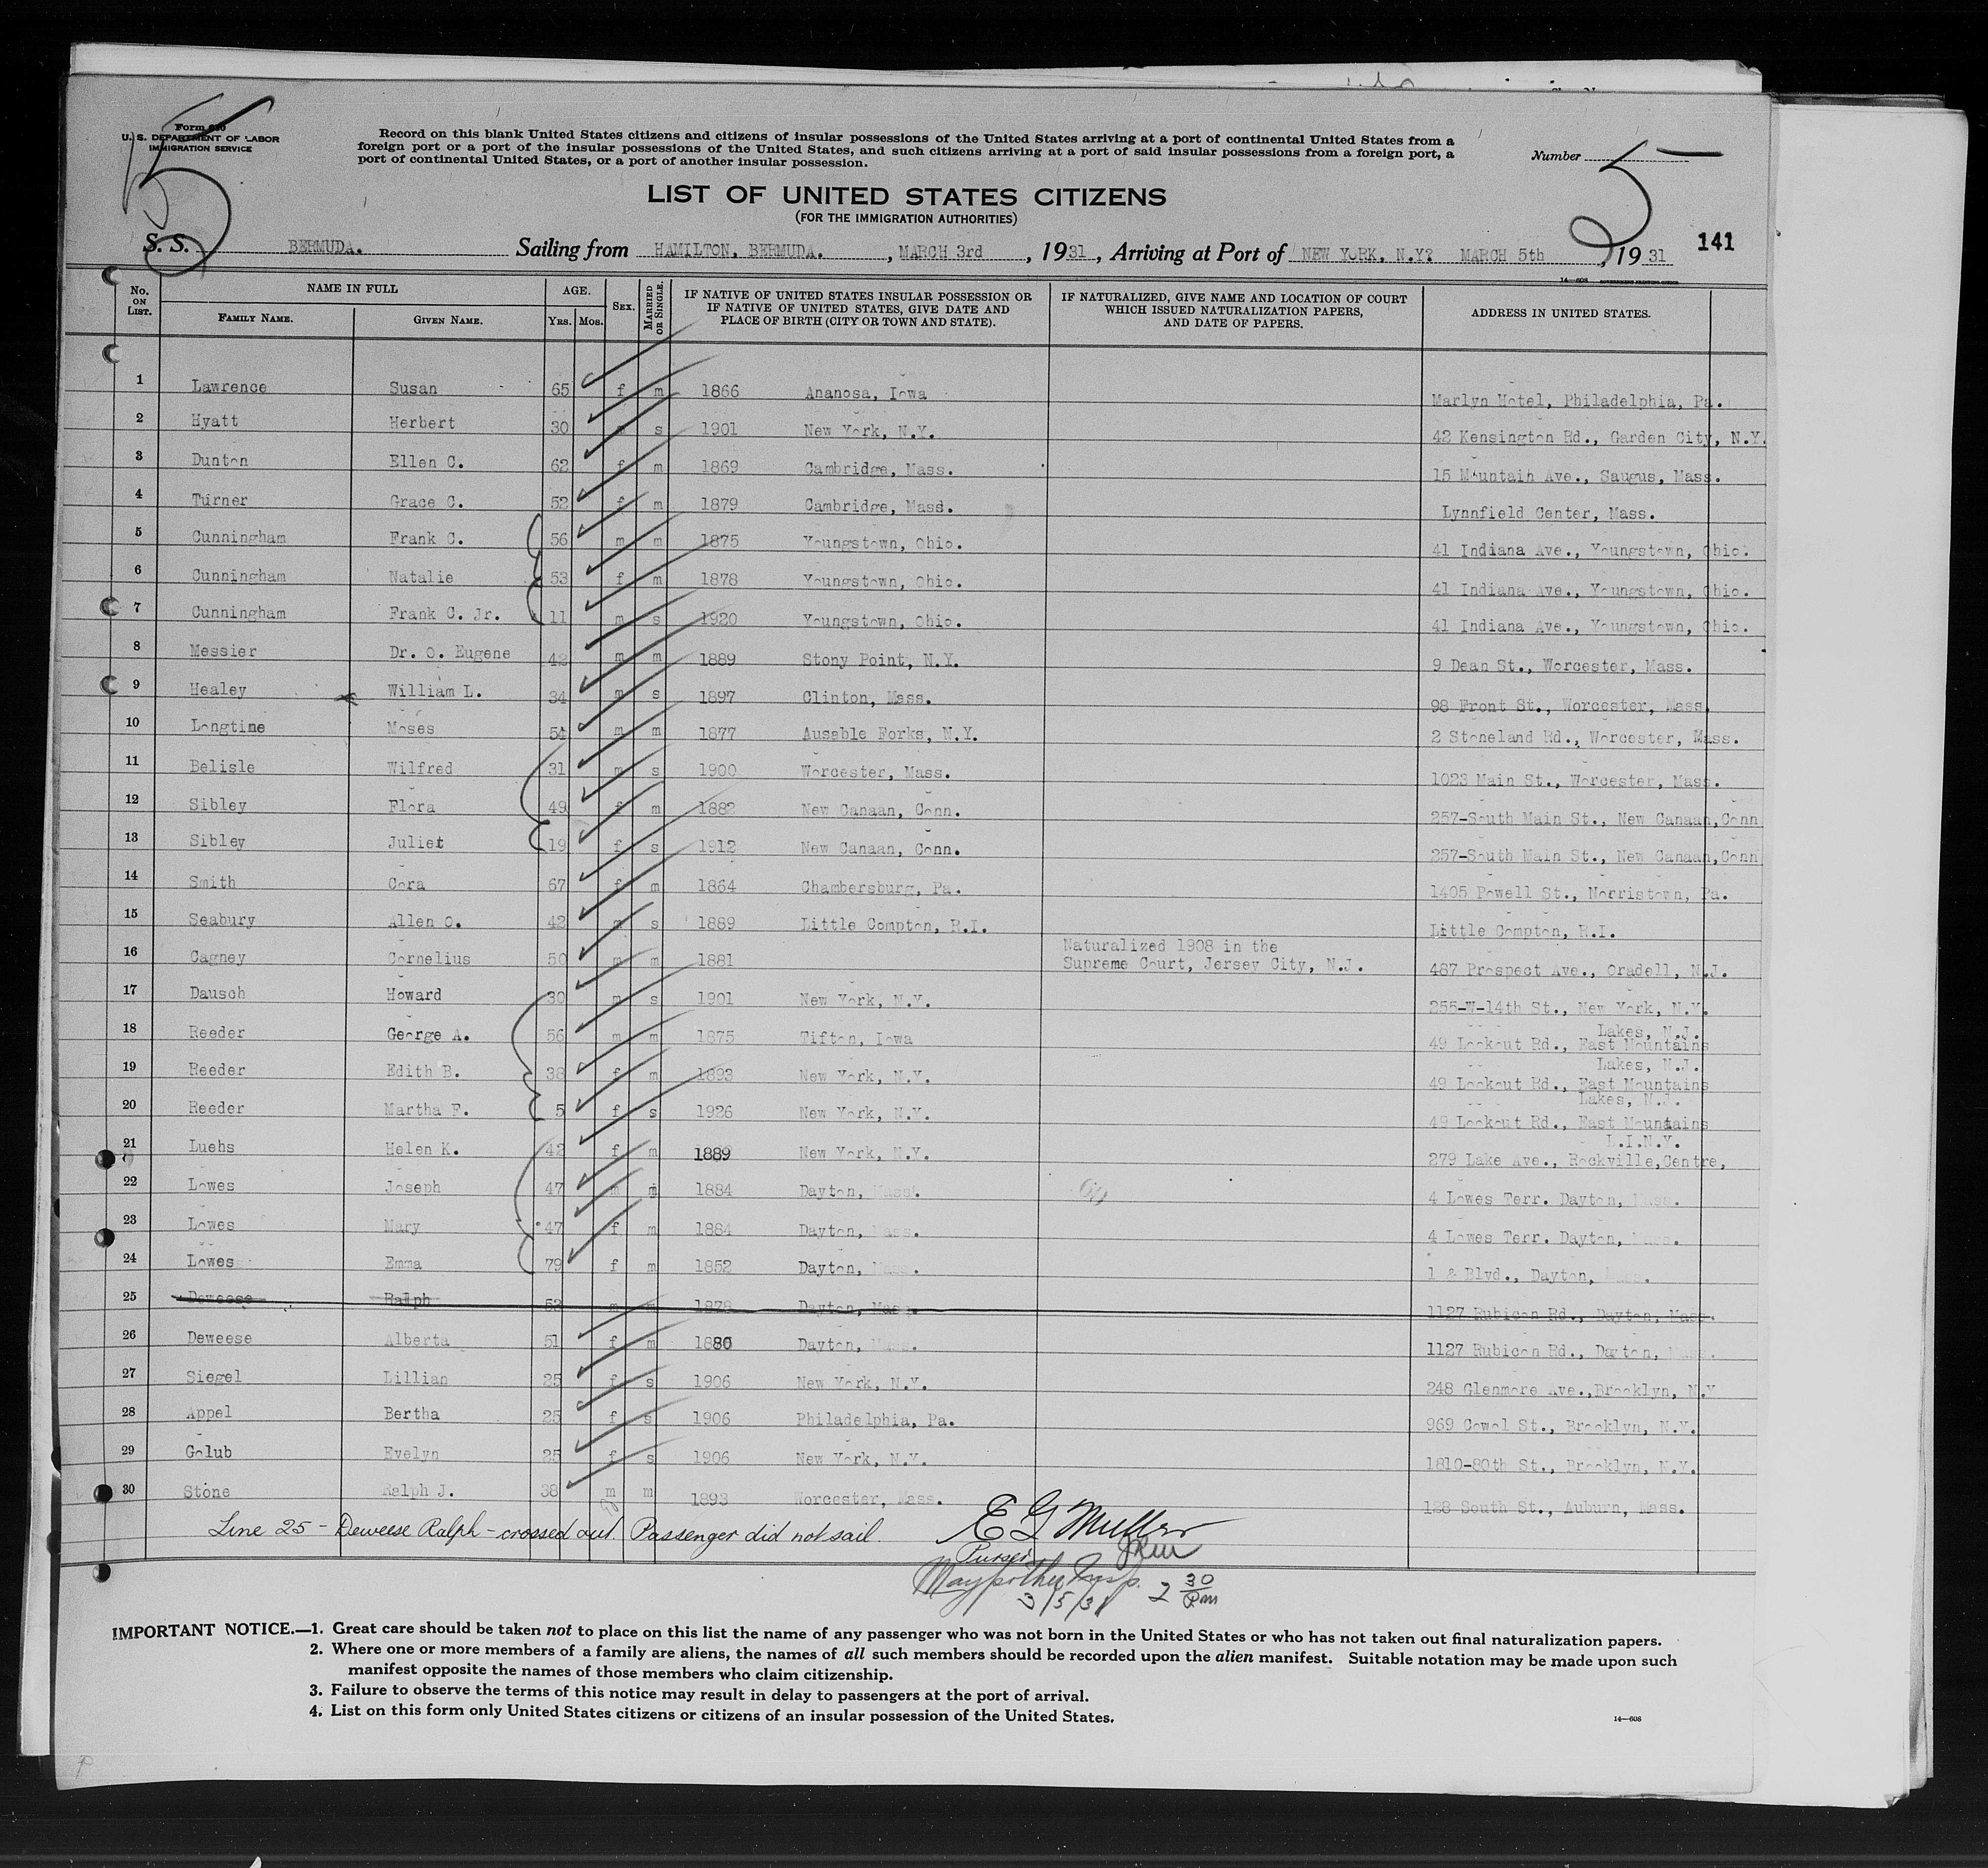 Form 630
U. S. DEPARTMENT OF LABOR
IMMIGRATION SERVICE
Record on this blank United States citizens and citizens of insular possessions of the United States arriving at a port of continental United States from a
foreign port or a port of the insular possessions of the United States, and such citizens arriving at a port of said insular possessions from a foreign port, a
port of continental United States, or a port of another insular possession.
Number 5
5
LIST OF UNITED STATES CITIZENS
(FOR THE IMMIGRATION AUTHORITIES)
S. S. BERMUDA. Sailing from HAMILTON, BERMUDA. , MARCH 3rd , 1931, Arriving at Port of NEW YORK, N.Y? MARCH 5th , 1931 141
14—608 GOVERNMENT PRINTING OFFICE
No. ON LIST. NAME IN FULL AGE. SEX. MARRIED OR SINGLE. IF NATIVE OF UNITED STATES INSULAR POSSESSION OR IF NATIVE OF UNITED STATES, GIVE DATE AND PLACE OF BIRTH (CITY OR TOWN AND STATE). IF NATURALIZED, GIVE NAME AND LOCATION OF COURT WHICH ISSUED NATURALIZATION PAPERS, AND DATE OF PAPERS. ADDRESS IN UNITED STATES.
FAMILY NAME. GIVEN NAME. YRS. MOS.
1 Lawrence Susan 65 f m 1866 Ananosa, Iowa Marlyn Hotel, Philadelphia, Pa.
2 Hyatt Herbert 30 s 1901 New York, N.Y. 42 Kensington Rd., Garden City, N.Y.
3 Dunton Ellen C. 62 f m 1869 Cambridge, Mass. 15 Mountain Ave., Saugus, Mass.
4 Turner Grace C. 52 f m 1879 Cambridge, Mass. Lynnfield Center, Mass.
5 Cunningham Frank C. 56 m m 1875 Youngstown, Ohio. 41 Indiana Ave., Youngstown, Ohio.
6 Cunningham Natalie 53 f m 1878 Youngstown, Ohio. 41 Indiana Ave., Youngstown, Ohio.
7 Cunningham Frank C. Jr. 11 m s 1920 Youngstown, Ohio. 41 Indiana Ave., Youngstown, Ohio.
8 Messier Dr. O. Eugene 42 m m 1889 Stony Point, N.Y. 9 Dean St., Worcester, Mass.
9 Healey William L. 34 m s 1897 Clinton, Mass. 98 Front St., Worcester, Mass.
10 Longtine Moses 54 m m 1877 Ausable Forks, N.Y. 2 Stoneland Rd., Worcester, Mass.
11 Belisle Wilfred 31 m s 1900 Worcester, Mass. 1023 Main St., Worcester, Mass.
12 Sibley Flora 49 f m 1882 New Canaan, Conn. 257-South Main St., New Canaan,Conn
13 Sibley Juliet 19 f s 1912 New Canaan, Conn. 257-South Main St., New Canaan,Conn
14 Smith Cora 67 f m 1864 Chambersburg, Pa. 1405 Powell St., Norristown, Pa.
15 Seabury Allen O. 42 m s 1889 Little Compton, R.I. Little Compton, R.I.
16 Cagney Cornelius 50 m m 1881 Naturalized 1908 in the Supreme Court, Jersey City, N.J. 487 Prospect Ave., Oradell, N.J.
17 Dausch Howard 30 m s 1901 New York, N.Y. 255-W-14th St., New York, N.Y.
18 Reeder George A. 56 m m 1875 Tifton, Iowa 49 Lookout Rd., East Mountains Lakes, N.J.
19 Reeder Edith B. 38 f m 1893 New York, N.Y. 49 Lookout Rd., East Mountains Lakes, N.J.
20 Reeder Martha F. 5 f s 1926 New York, N.Y. 49 Lookout Rd., East Mountains Lakes, N.J.
21 Luehs Helen K. 42 f m 1889 New York, N.Y. 279 Lake Ave., Rockville,Centre, L.I.N.Y.
22 Lowes Joseph 47 m m 1884 Dayton, Mass. 4 Lowes Terr. Dayton, Mass.
23 Lowes Mary 47 f m 1884 Dayton, Mass. 4 Lowes Terr. Dayton,
24 Lowes Emma 79 f m 1852 Dayton, 1 & Blvd., Dayton,
25 Deweese Ralph 53 m m 1878 Dayton, Mass. 1127 Rubicon Rd., Dayton, Mass.
26 Deweese Alberta 51 f m 1880 Dayton, 1127 Rubicon Rd., Dayton,
27 Siegel Lillian 25 f s 1906 New York, N.Y. 248 Glenmore Ave.,Brooklyn, N.Y
28 Appel Bertha 25 f s 1906 Philadelphia, Pa. 969 Cowol St., Brooklyn, N.Y.
29 Golub Evelyn 25 f s 1906 New York, N.Y. 1810-80th St., Brooklyn, N.Y.
30 Stone Ralph J. 38 m m 1893 Worcester, Mass. 128 South St., Auburn, Mass.
Line 25 - Deweese Ralph - crossed out. Passenger did not sail. E G Muller
Purser
Insp. 2 30 Pm
3/5/31
IMPORTANT NOTICE.—1. Great care should be taken not to place on this list the name of any passenger who was not born in the United States or who has not taken out final naturalization papers.
2. Where one or more members of a family are aliens, the names of all such members should be recorded upon the alien manifest. Suitable notation may be made upon such
manifest opposite the names of those members who claim citizenship.
3. Failure to observe the terms of this notice may result in delay to passengers at the port of arrival.
4. List on this form only United States citizens or citizens of an insular possession of the United States.
14—608